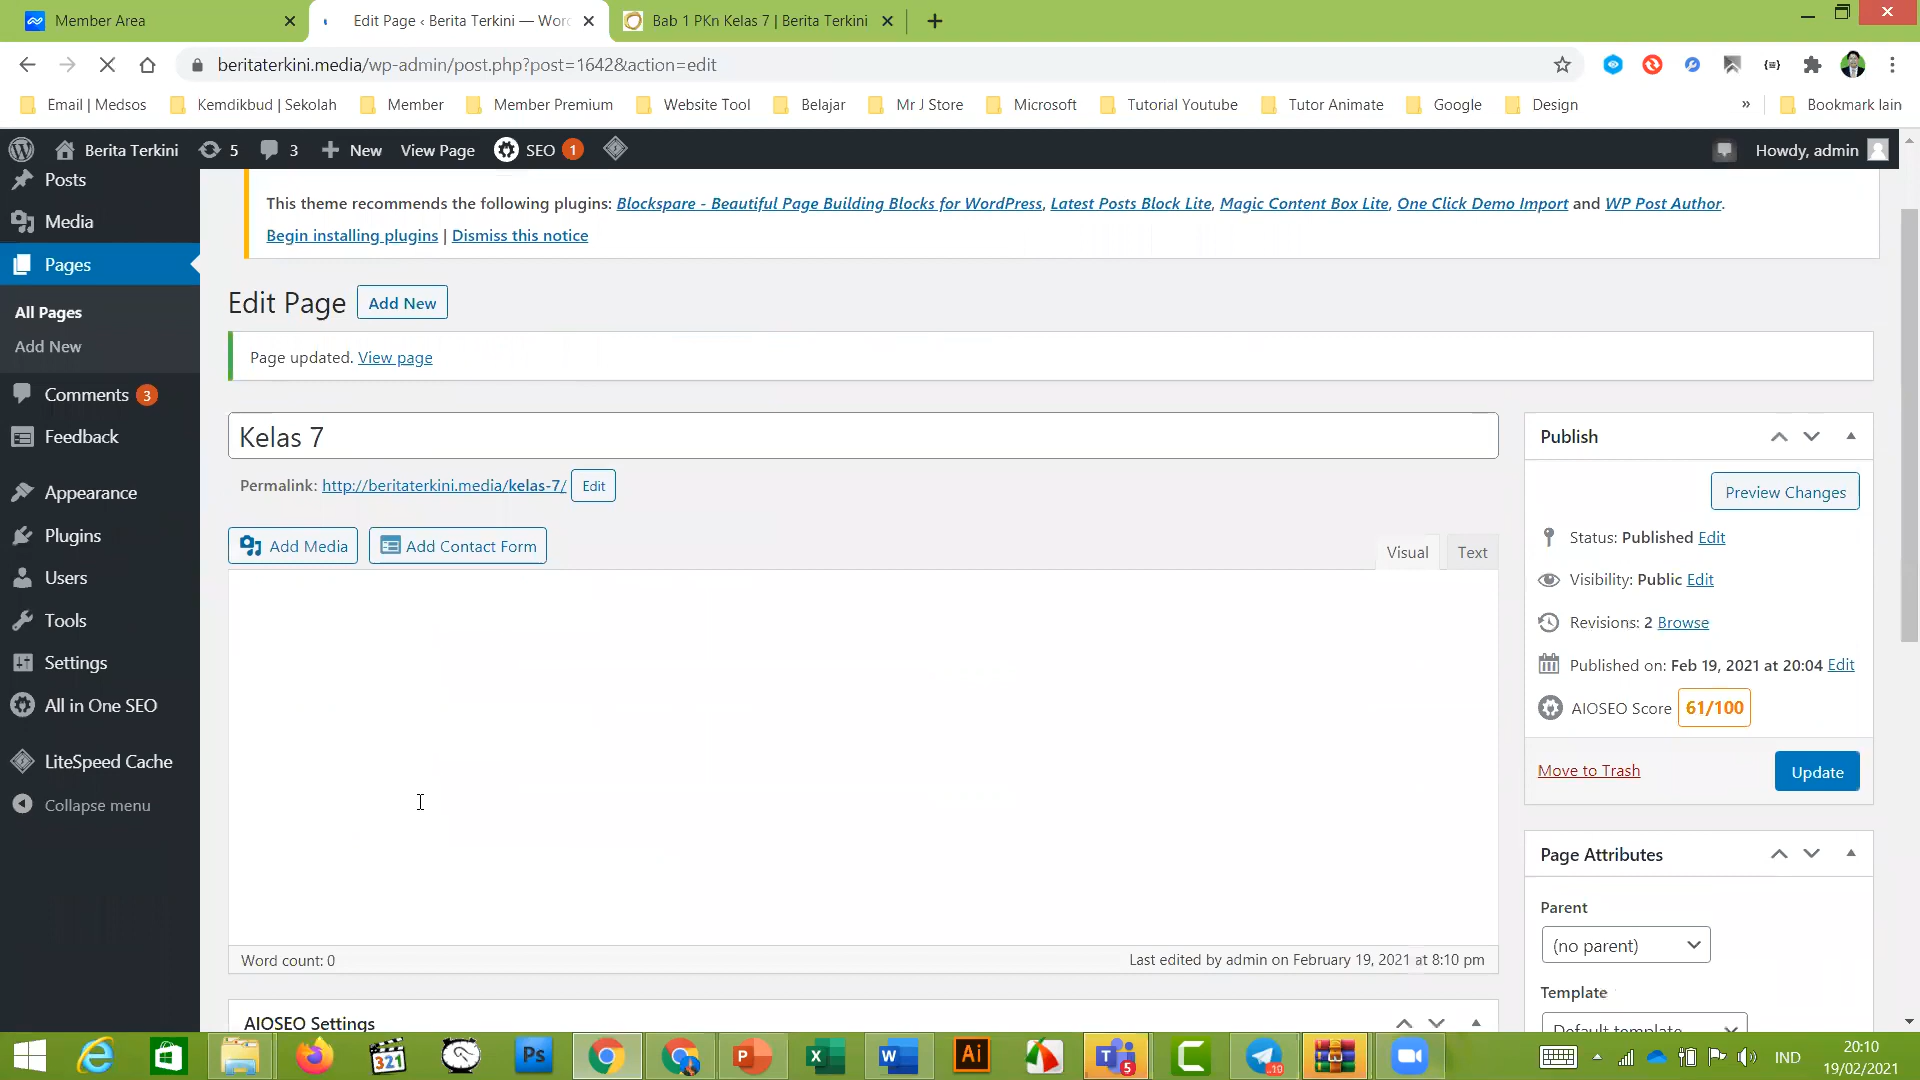 Member Area
Edit Page ‹ Berita Terkini — Wor
Bab 1 PKn Kelas 7 | Berita Terkini
beritaterkini.media/wp-admin/post.php?post=1642&action=edit
Email | Medsos
Kemdikbud | Sekolah
Member
Member Premium
Website Tool
Belajar
Mr J Store
Microsoft
Tutorial Youtube
Tutor Animate
Google
Design
»
Bookmark lain
Berita Terkini
5
3
New
View Page
SEO
1
Howdy, admin
Posts
Media
Pages
All Pages
Add New
Comments 3
Feedback
Appearance
Plugins
Users
Tools
Settings
All in One SEO
LiteSpeed Cache
Collapse menu
This theme recommends the following plugins: Blockspare - Beautiful Page Building Blocks for WordPress, Latest Posts Block Lite, Magic Content Box Lite, One Click Demo Import and WP Post Author.
Begin installing plugins | Dismiss this notice
Edit Page
Add New
Page updated. View page
Kelas 7
Permalink: http://beritaterkini.media/kelas-7/ Edit
Add Media
Add Contact Form
Visual
Text
Word count: 0
Last edited by admin on February 19, 2021 at 8:10 pm
AIOSEO Settings
Publish
Preview Changes
Status: Published Edit
Visibility: Public Edit
Revisions: 2 Browse
Published on: Feb 19, 2021 at 20:04 Edit
AIOSEO Score 61/100
Move to Trash
Update
Page Attributes
Parent
(no parent)
Template
Default template
321
Ps
P
X
W
Ai
T
5
C
10
IND
20:10
19/02/2021